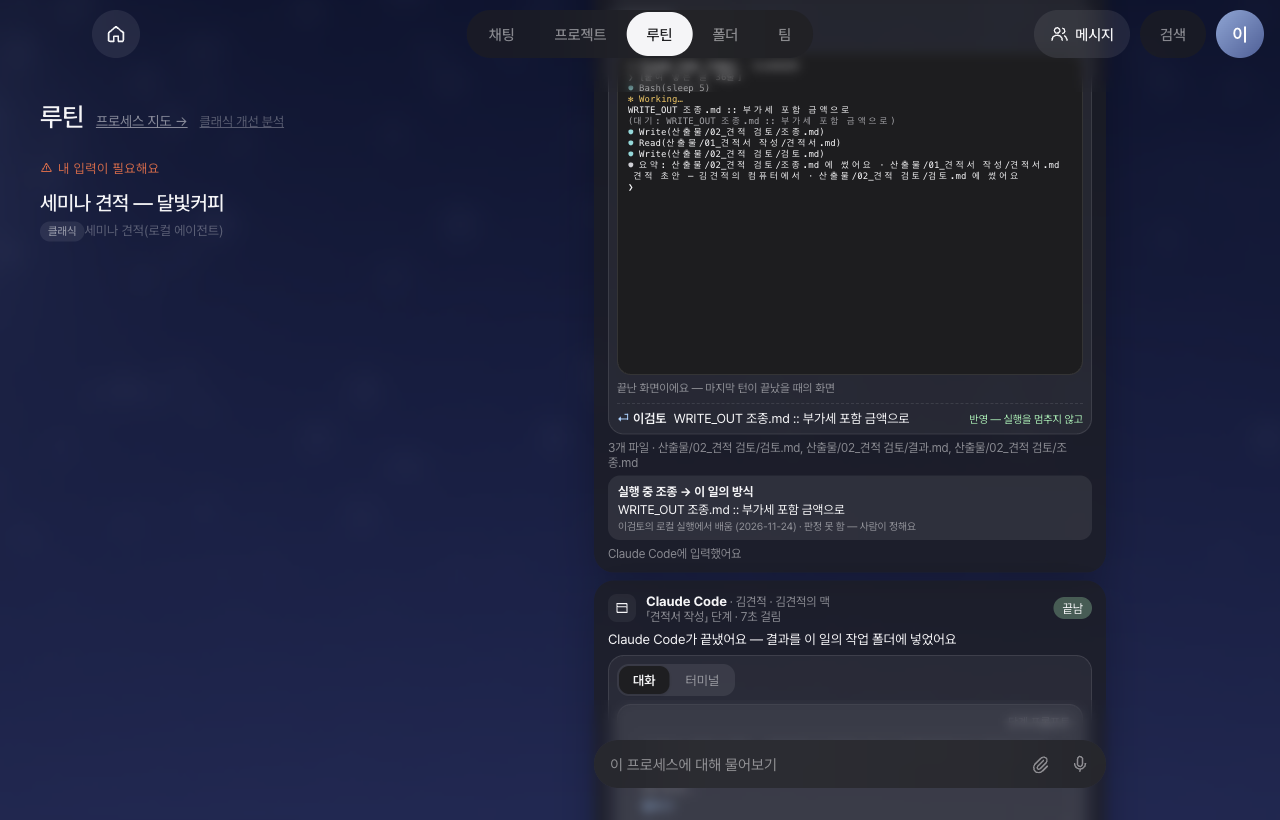 채팅
프로젝트
루틴
폴더
팀
메시지
검색
이
루틴 프로세스 지도 → 클래식 개선 분석
내 입력이 필요해요
세미나 견적 — 달빛커피
클래식 세미나 견적(로컬 에이전트)
● Bash(sleep 5)
✻ Working…
WRITE_OUT 조종.md :: 부가세 포함 금액으로
(대기: WRITE_OUT 조종.md :: 부가세 포함 금액으로)
● Write(산출물/02_견적 검토/조종.md)
● Read(산출물/01_견적서 작성/견적서.md)
● Write(산출물/02_견적 검토/검토.md)
● 요약: 산출물/02_견적 검토/조종.md 에 썼어요 · 산출물/01_견적서 작성/견적서.md
견적 초안 — 김견적의 컴퓨터에서 · 산출물/02_견적 검토/검토.md 에 썼어요
❯
끝난 화면이에요 — 마지막 턴이 끝났을 때의 화면
이검토 WRITE_OUT 조종.md :: 부가세 포함 금액으로 반영 — 실행을 멈추지 않고
3개 파일 · 산출물/02_견적 검토/검토.md, 산출물/02_견적 검토/결과.md, 산출물/02_견적 검토/조
종.md
실행 중 조종 → 이 일의 방식
WRITE_OUT 조종.md :: 부가세 포함 금액으로
이검토의 로컬 실행에서 배움 (2026-11-24) · 판정 못 함 — 사람이 정해요
Claude Code에 입력했어요
Claude Code · 김견적 · 김견적의 맥
「견적서 작성」 단계 · 7초 걸림
끝남
Claude Code가 끝냈어요 — 결과를 이 일의 작업 폴더에 넣었어요
대화
터미널
이 프로세스에 대해 물어보기